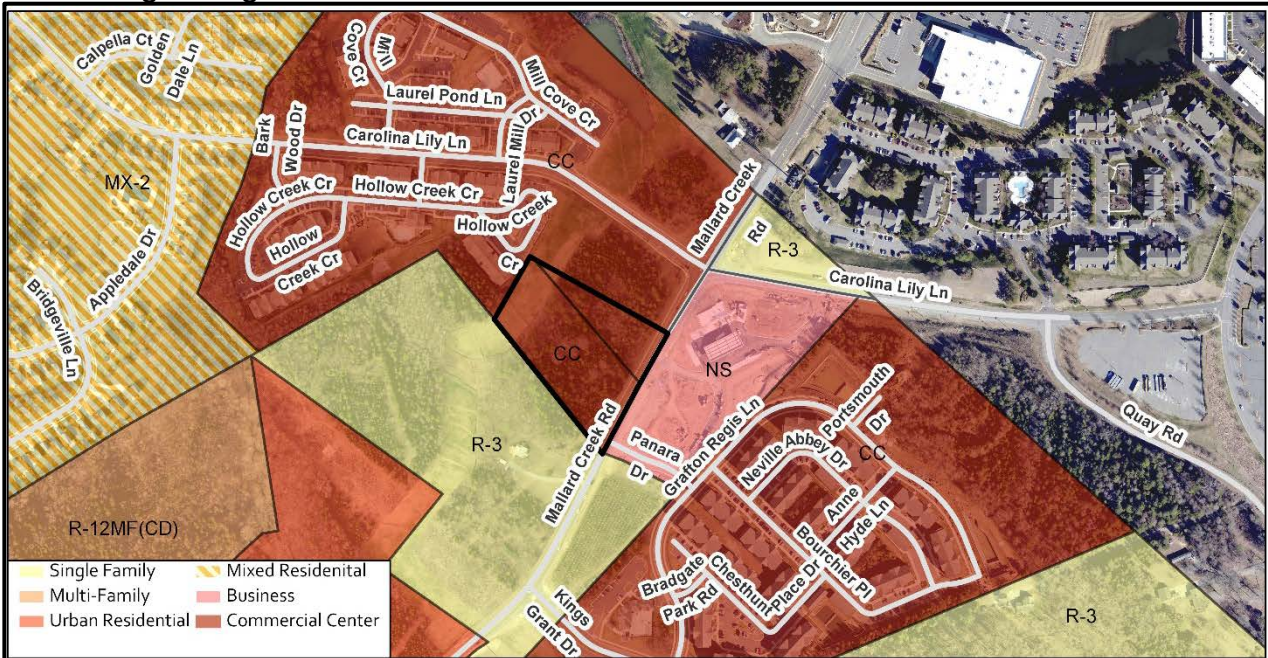 Calpella Ct
Golden
Dale Ln
Mill
Cove Cr
Mill Cove Cr
Laurel Pond Ln
Laurel Mill Dr
Carolina Lily Ln
CC
Bark
Wood Dr
MX-2
Hollow Creek Cr
Hollow Creek Cr
Hollow Creek
Cr
Hollow
Creek Cr
Appledale Dr
Bridgeville Ln
Mallard Creek
Rd
R-3
Carolina Lily Ln
CC
NS
R-3
Mallard Creek Rd
Panara
Dr
Grafton Regis Ln
Portsmouth
Dr
Neville Abbey Dr
CC
Anne
Hyde Ln
Bourchier Pl
Quay Rd
R-12MF(CD)
Bradgate
Park Rd
Chesthunt
Place Dr
Kings
Grant Dr
R-3
Single Family
Mixed Residenital
Multi-Family
Business
Urban Residential
Commercial Center